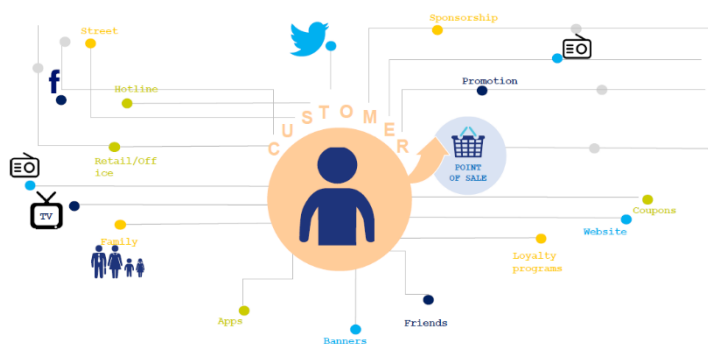 Sponsorship
Street
f
Promotion
Hotline
CUSTOMER
POINT
OF SALE
Retail/Off
ice
TV
Coupons
Website
Family
Loyalty
programs
Apps
Friends
Banners